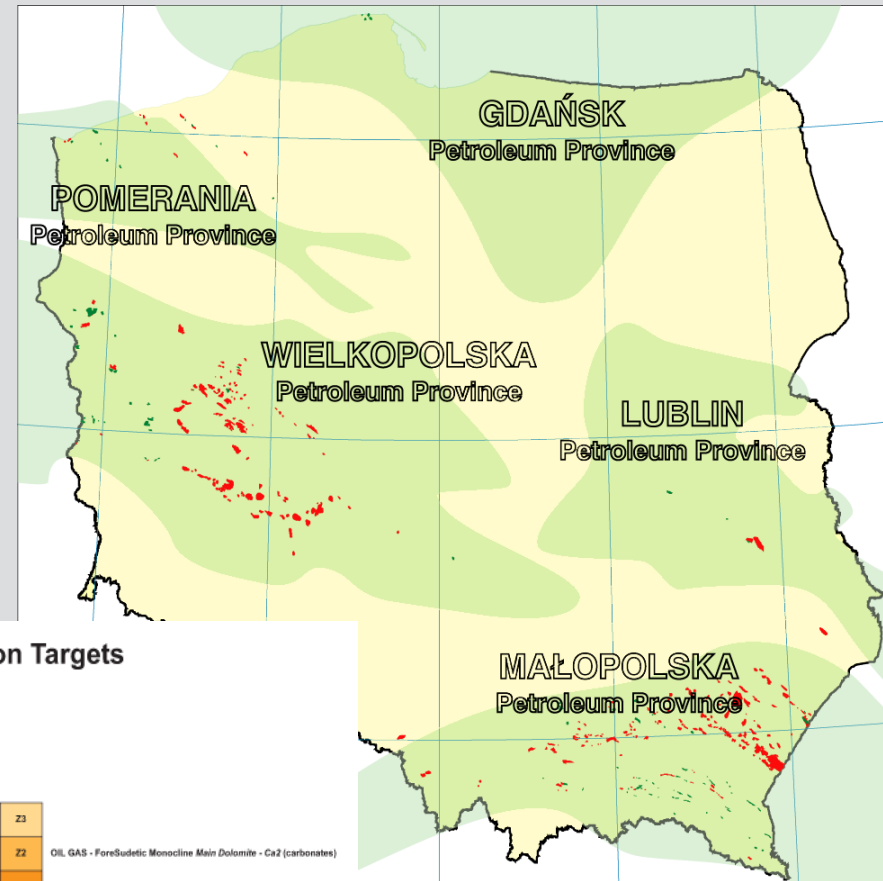 GDAŃSK
Petroleum Province
POMERANIA
Petroleum Province
WIELKOPOLSKA
Petroleum Province
LUBLIN
Petroleum Province
MAŁOPOLSKA
Petroleum Province
on Targets
Z3
Z2 OIL GAS - ForeSudetic Monocline Main Dolomite - Ca2 (carbonates)